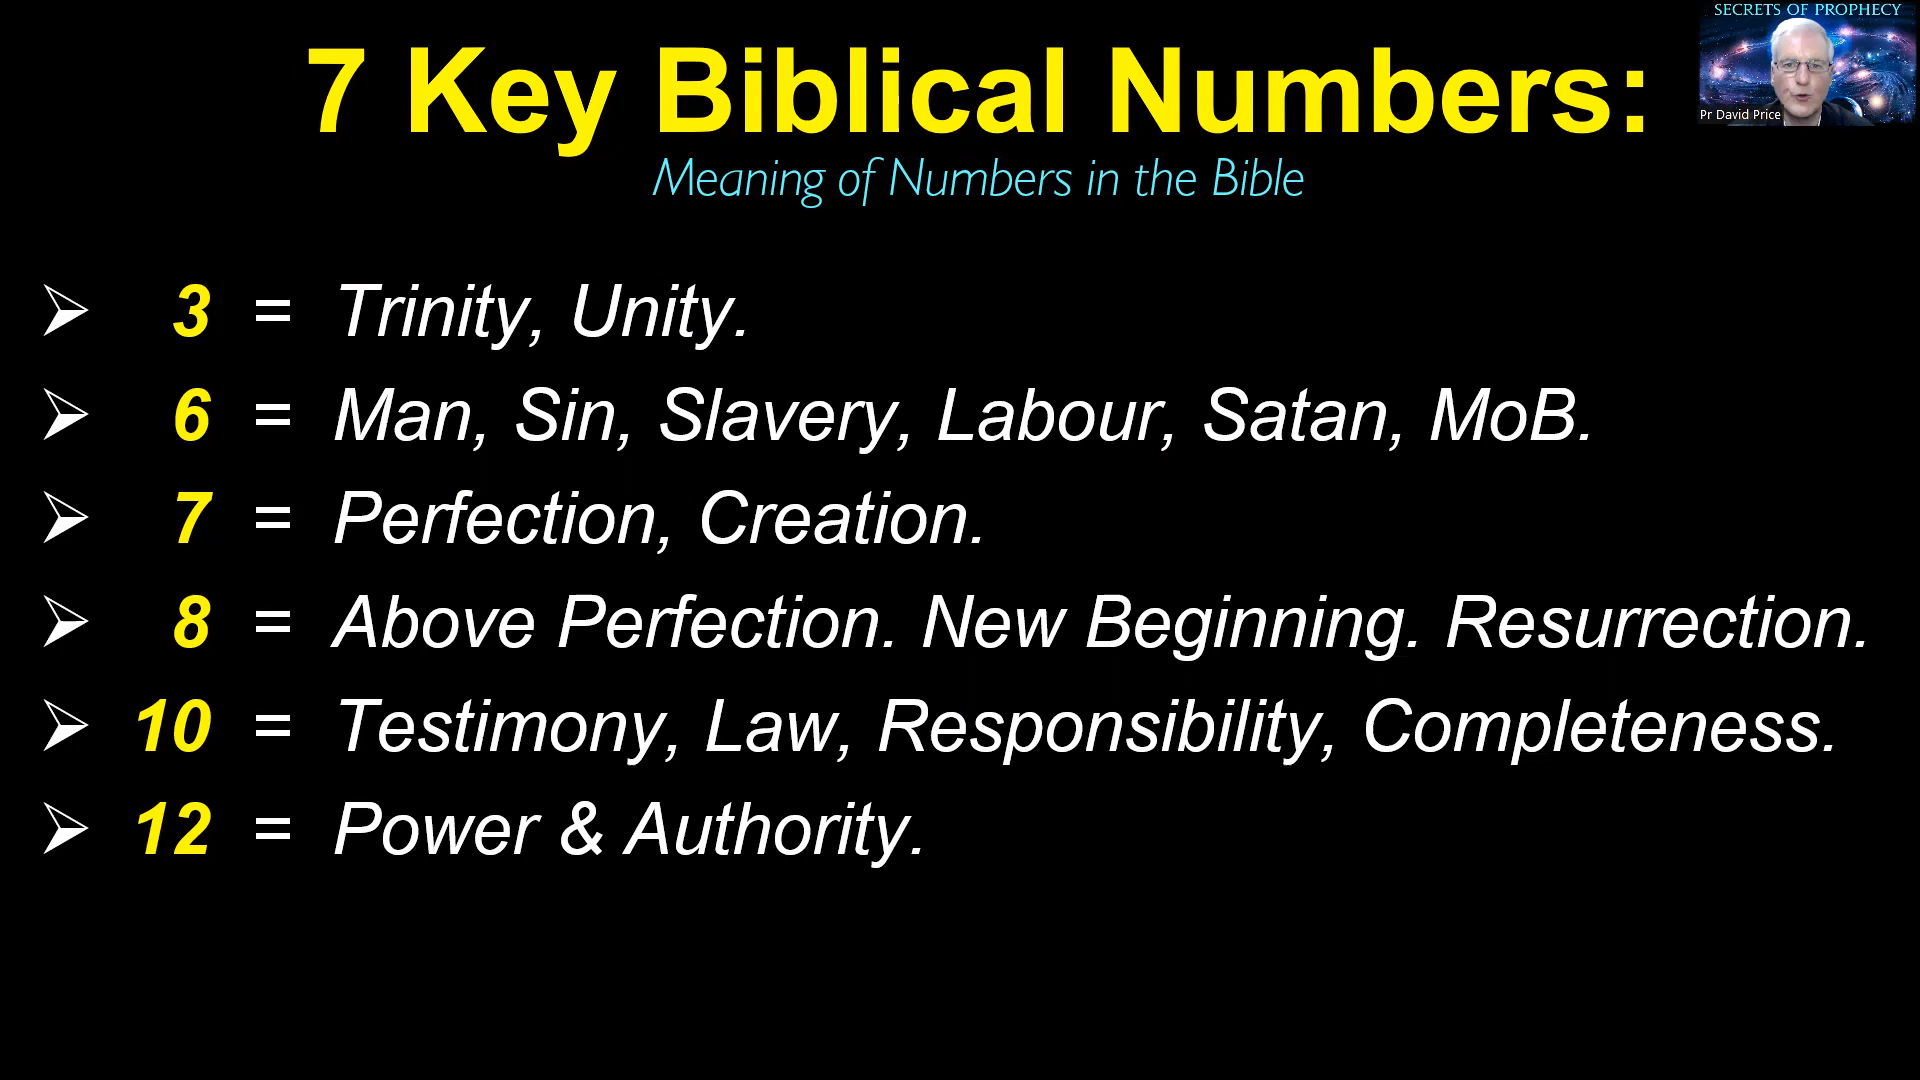 SECRETS OF PROPHECY
7 Key Biblical Numbers:
Pr David Price
Meaning of Numbers in the Bible
➢ 3 = Trinity, Unity.
➢ 6 = Man, Sin, Slavery, Labour, Satan, MoB.
➢ 7 = Perfection, Creation.
➢ 8 = Above Perfection. New Beginning. Resurrection.
➢ 10 = Testimony, Law, Responsibility, Completeness.
➢ 12 = Power & Authority.